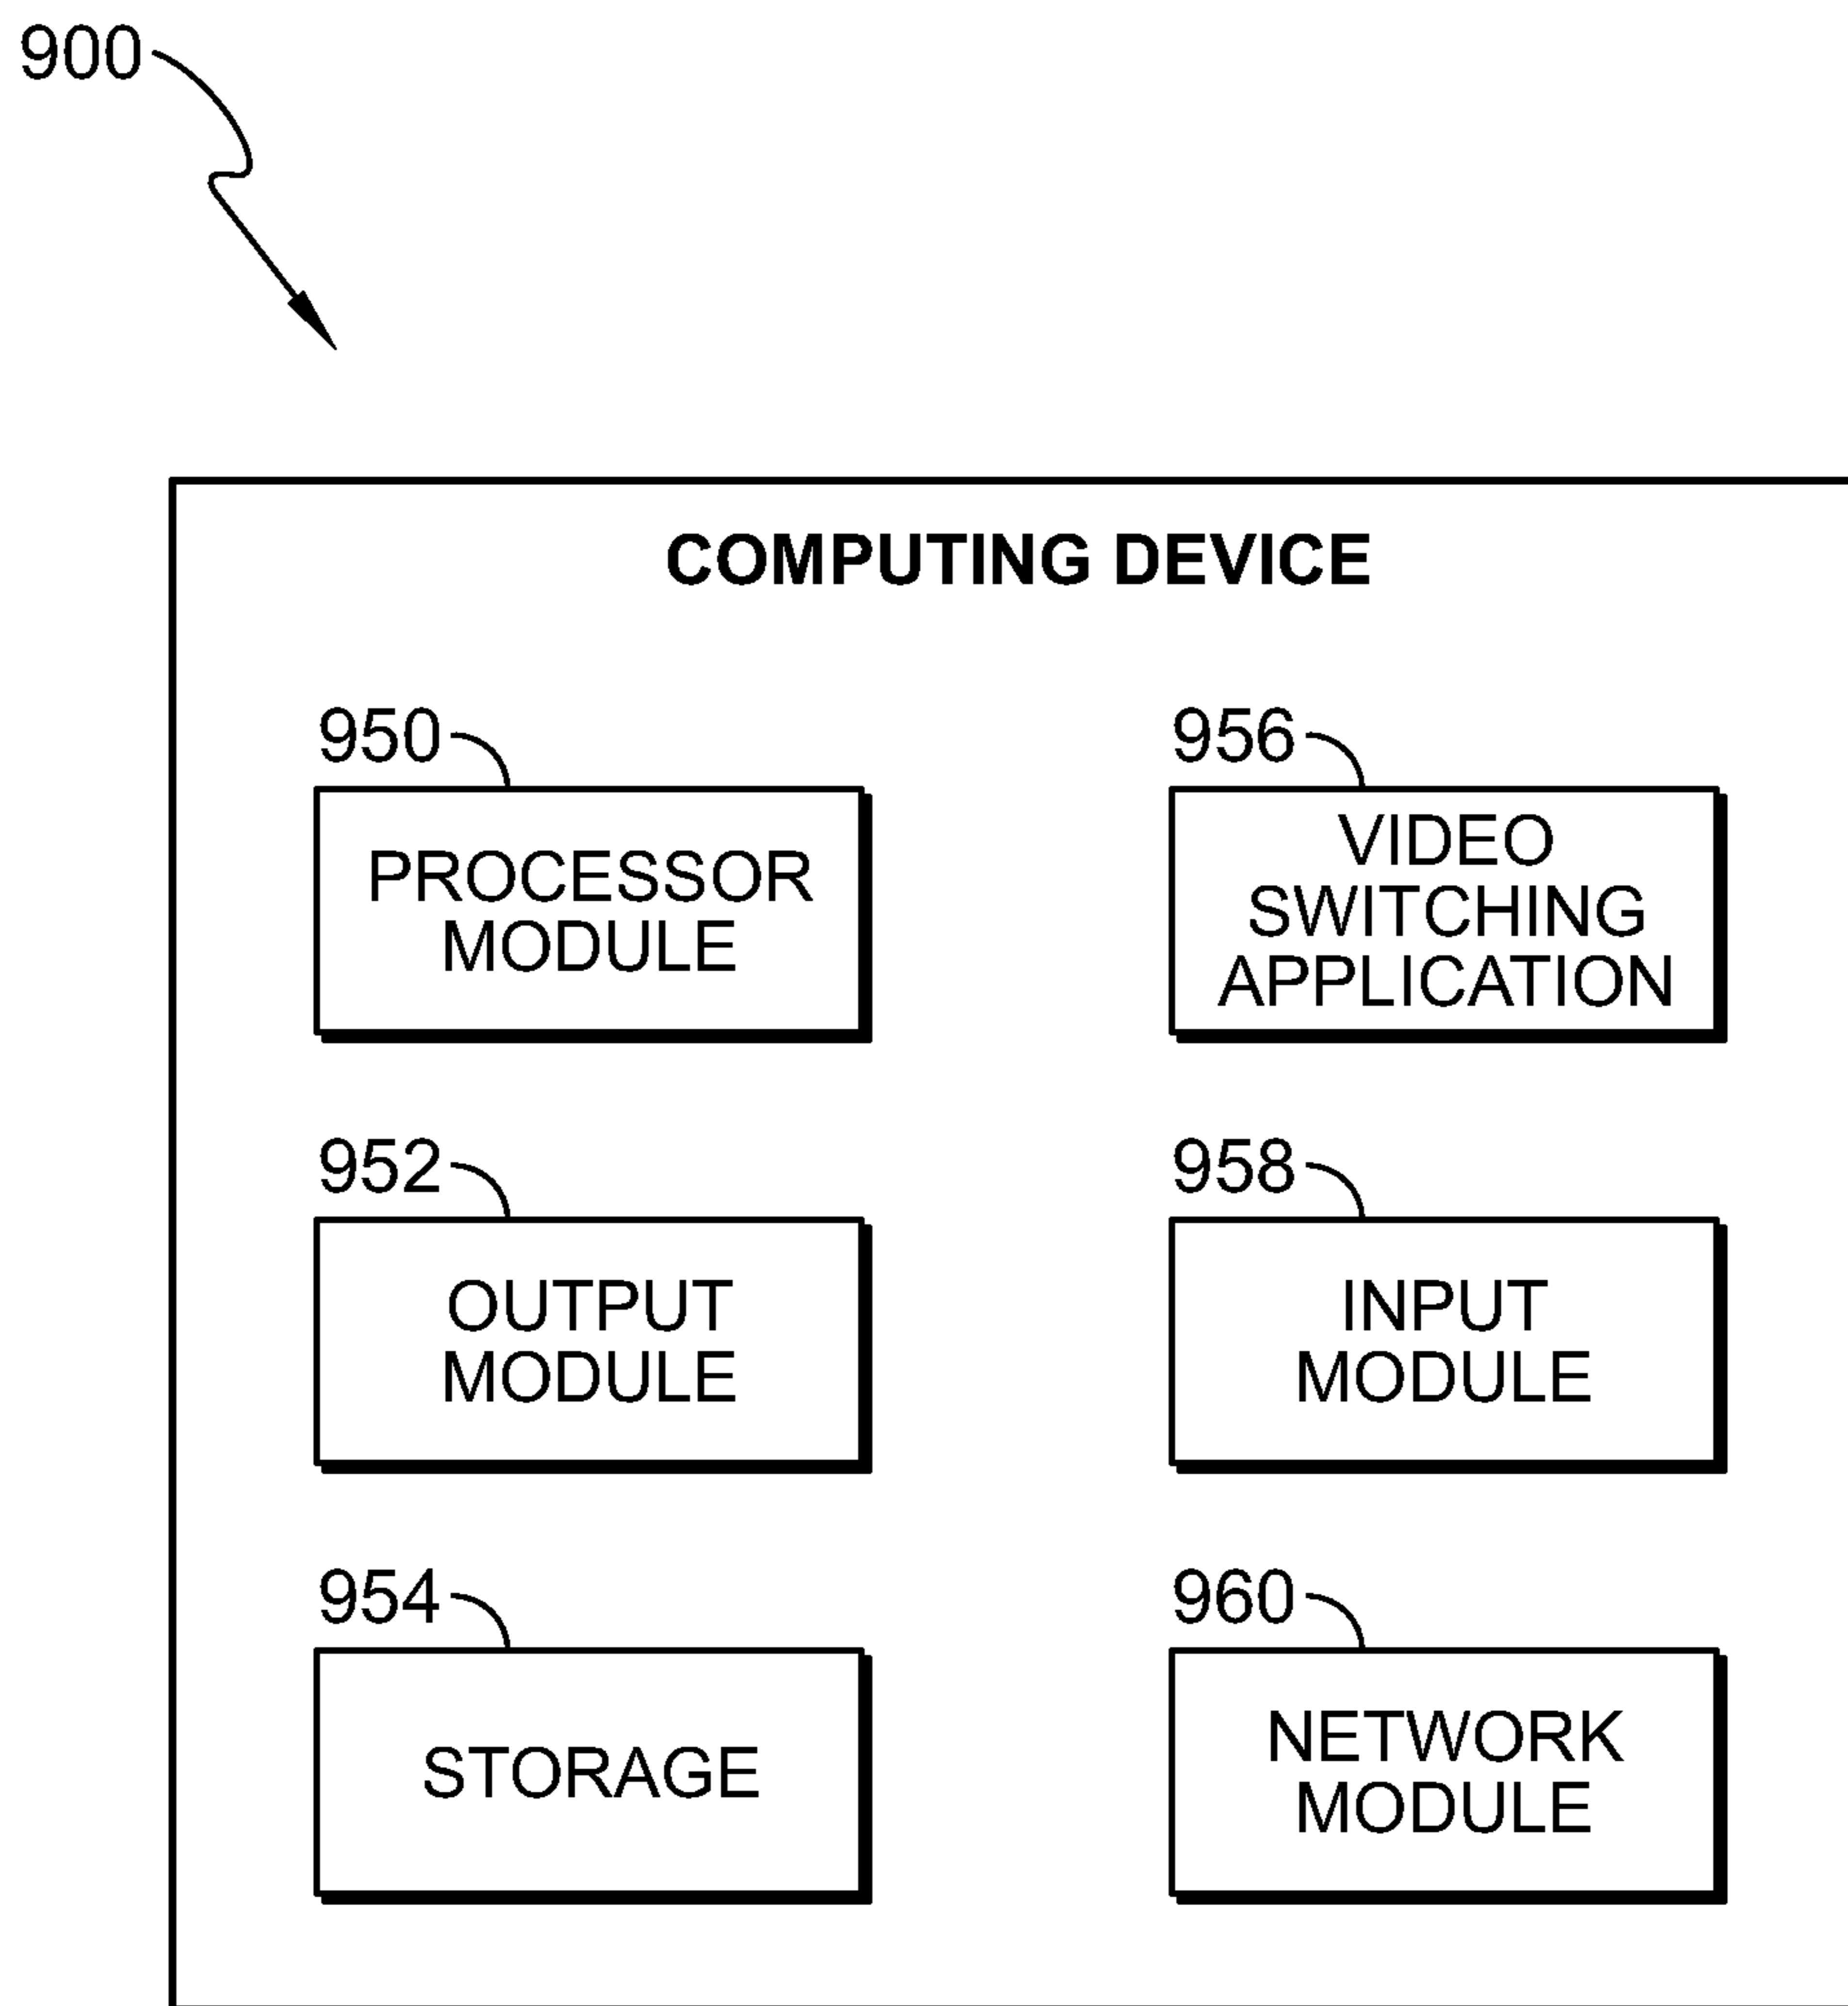 900
COMPUTING DEVICE
950
PROCESSOR
MODULE
956
VIDEO
SWITCHING
APPLICATION
952
OUTPUT
MODULE
958
INPUT
MODULE
954
STORAGE
960
NETWORK
MODULE